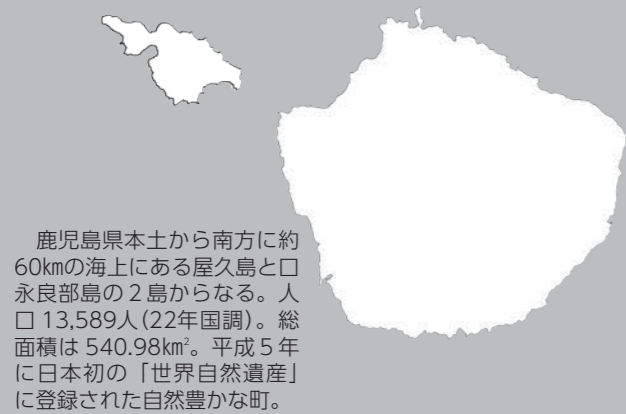 鹿児島県本土から南方に約
60㎞の海上にある屋久島と口
永良部島の２島からなる。人
口 13,589人(22年国調)。総
面積は 540.98㎞²。平成５年
に日本初の「世界自然遺産」
に登録された自然豊かな町。